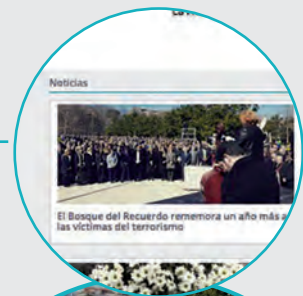 Noticias
El Bosque del Recuerdo rememora un año más a
las víctimas del terrorismo